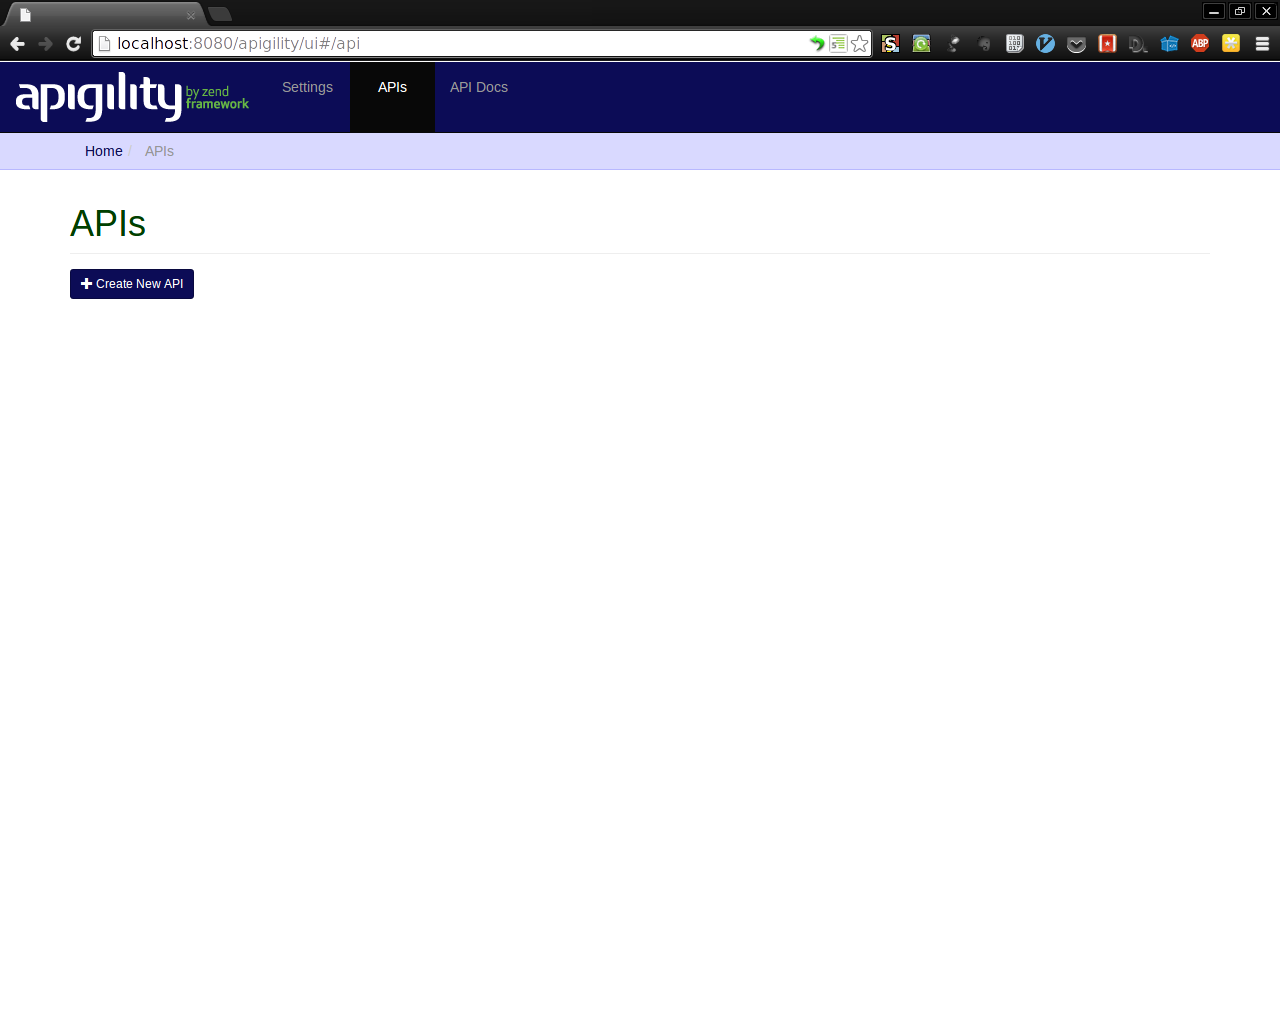 localhost:8080/apigility/ui#/api
ABP
apigility by zend framework
Settings
APIs
API Docs
Home / APIs
APIs
Create New API